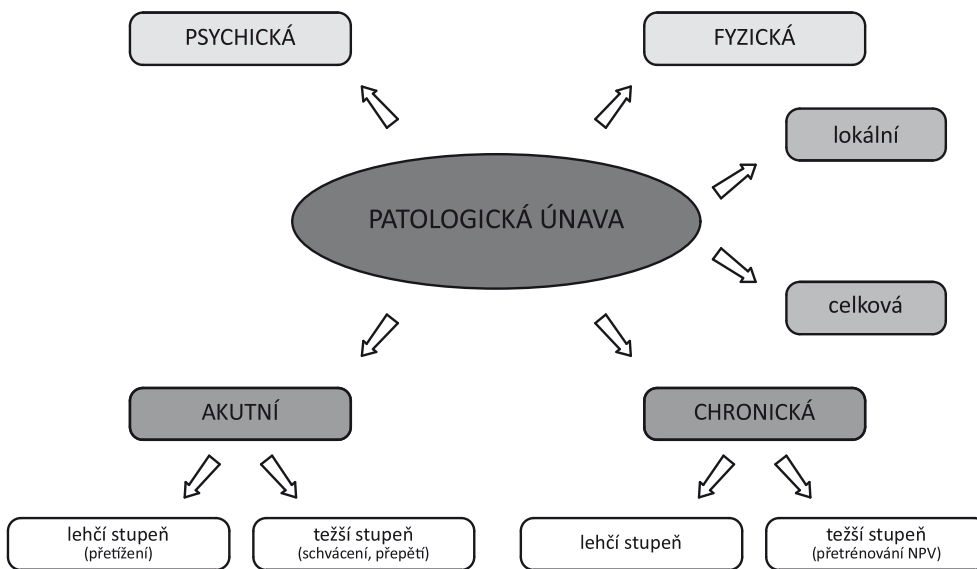 PSYCHICKÁ
FYZICKÁ
lokální
PATOLOGICKÁ ÚNAVA
celková
AKUTNÍ
CHRONICKÁ
lehčí stupeň
(přetížení)
težší stupeň
(schvácení, přepětí)
lehčí stupeň
težší stupeň
(přetrénování NPV)